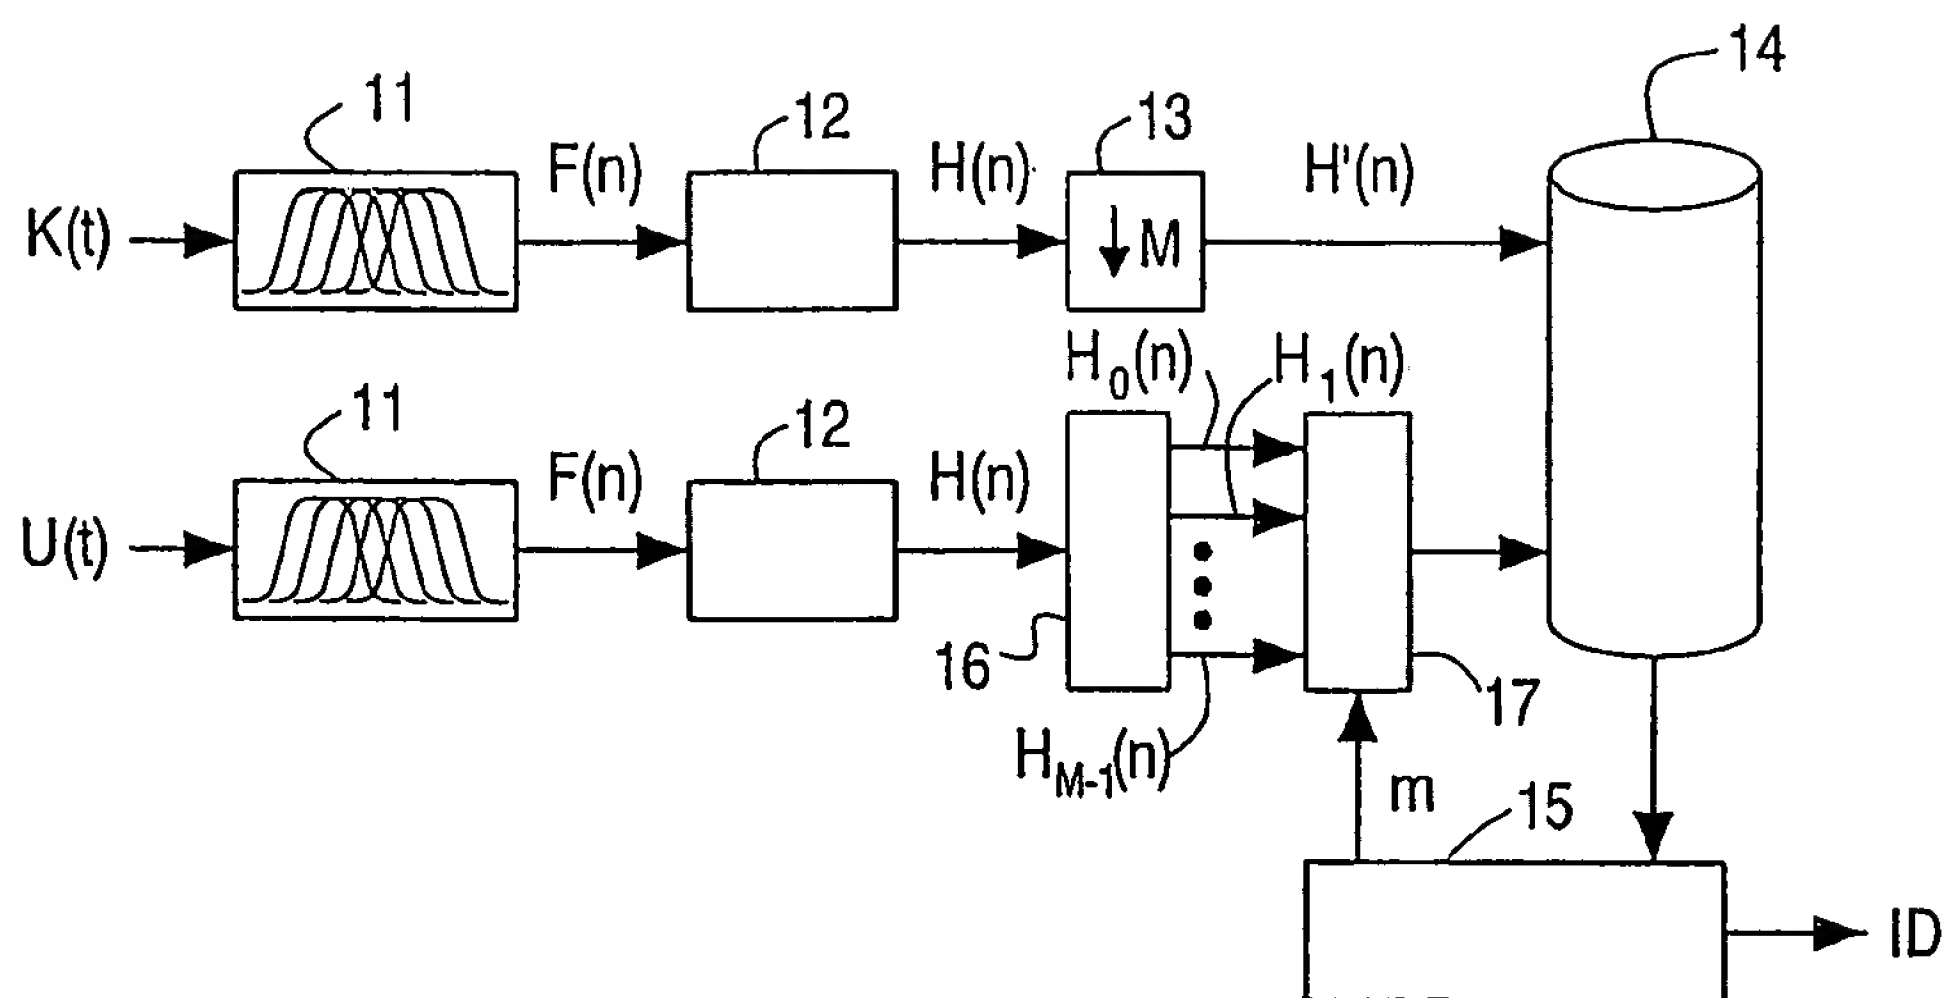 14
11
12
13
F(n)
H(n)
H'(n)
K(t)
M
H0(n)
H1(n)
11
12
F(n)
H(n)
U(t)
16
17
HM-1(n)
m
15
ID